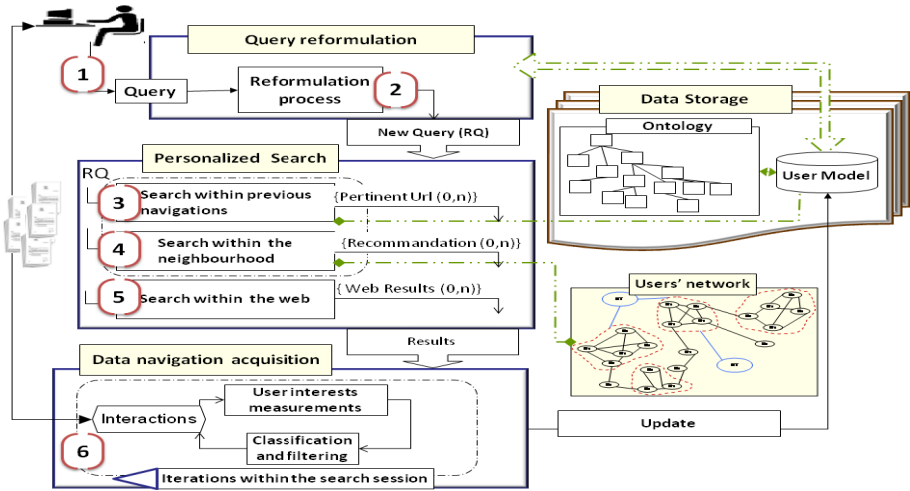 Query reformulation
1
Query
Reformulation
process
2
New Query (RQ)
Data Storage
Ontology
User Model
Personalized Search
RQ
3
Search within previous
navigations
{Pertinent Url (0,n)}
4
Search within the
neighbourhood
{Recommandation (0,n)}
5
Search within the web
{ Web Results (0,n)}
Users' network
Results
Data navigation acquisition
Interactions
User interests
measurements
Classification
and filtering
6
Iterations within the search session
Update